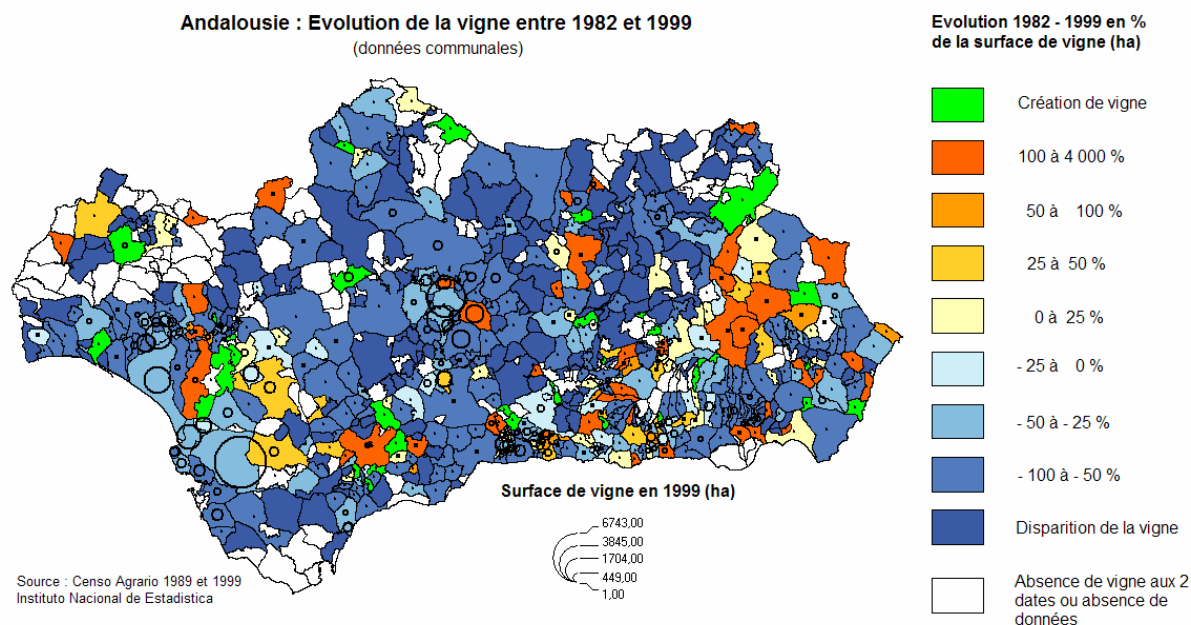 Andalousie : Evolution de la vigne entre 1982 et 1999
(données communales)
Evolution 1982 - 1999 en %
de la surface de vigne (ha)
Création de vigne
100 à 4 000 %
50 à 100 %
25 à 50 %
0 à 25 %
- 25 à 0 %
- 50 à - 25 %
- 100 à - 50 %
Disparition de la vigne
Absence de vigne aux 2
dates ou absence de
données
Surface de vigne en 1999 (ha)
6743,00
3845,00
1704,00
449,00
1,00
Source : Censo Agrario 1989 et 1999
Instituto Nacional de Estadistica